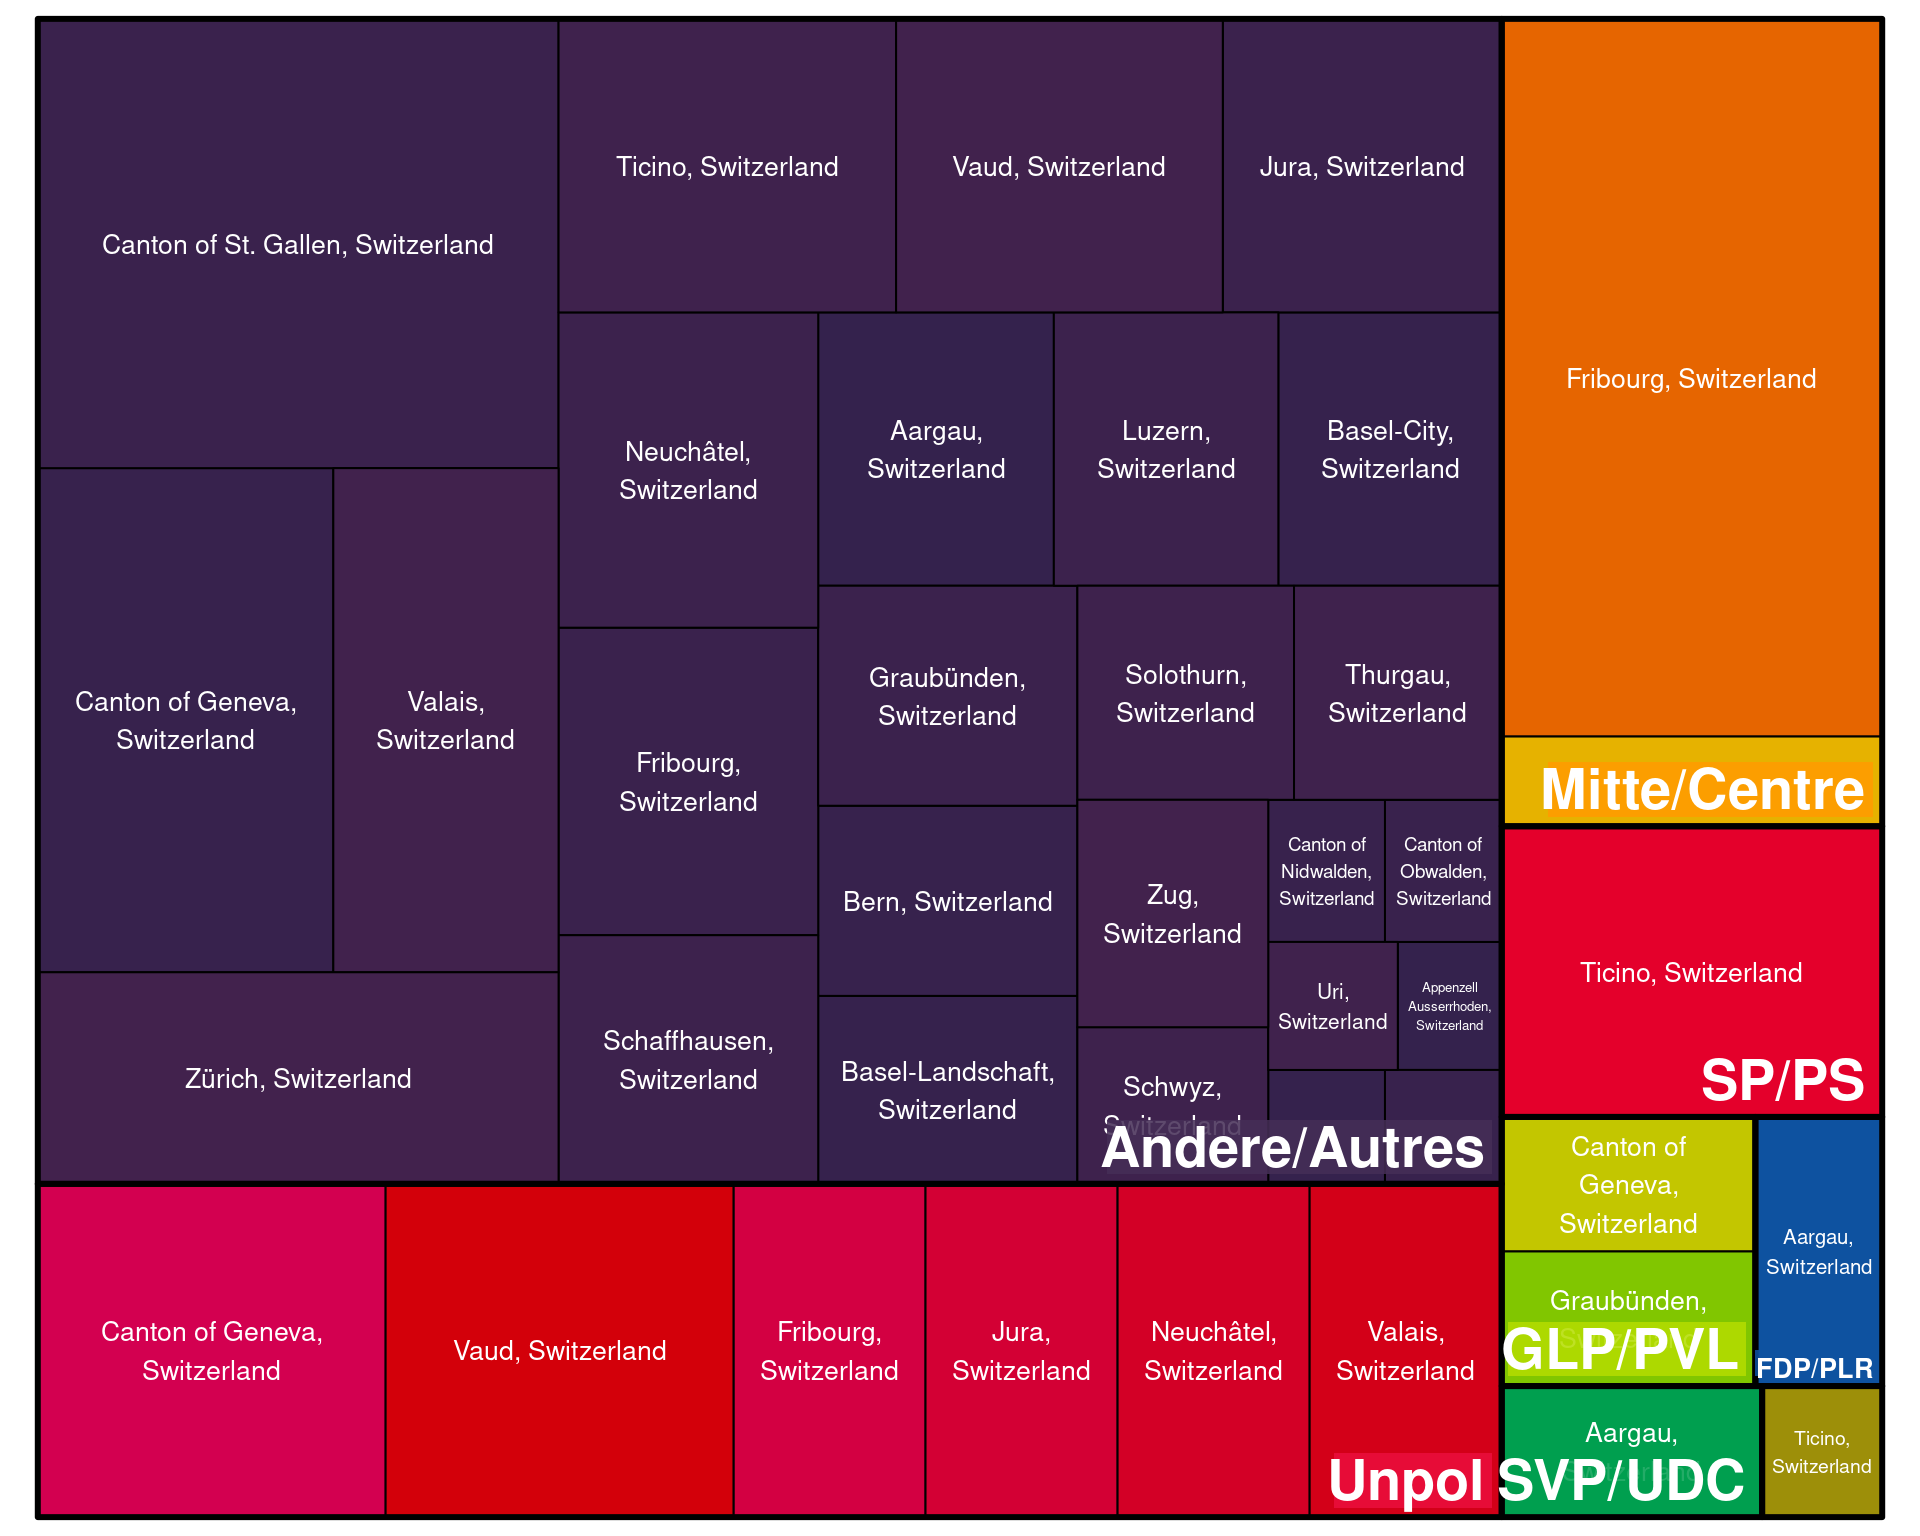 Canton of St. Gallen, Switzerland
Ticino, Switzerland
Vaud, Switzerland
Jura, Switzerland
Neuchâtel,
Switzerland
Aargau,
Switzerland
Luzern,
Switzerland
Basel-City,
Switzerland
Canton of Geneva,
Switzerland
Valais,
Switzerland
Fribourg,
Switzerland
Graubünden,
Switzerland
Solothurn,
Switzerland
Thurgau,
Switzerland
Bern, Switzerland
Zug,
Switzerland
Canton of
Nidwalden,
Switzerland
Canton of
Obwalden,
Switzerland
Uri,
Switzerland
Appenzell
Ausserrhoden,
Switzerland
Zürich, Switzerland
Schaffhausen,
Switzerland
Basel-Landschaft,
Switzerland
Schwyz,
Switzerland
Andere/Autres
Canton of Geneva,
Switzerland
Vaud, Switzerland
Fribourg,
Switzerland
Jura,
Switzerland
Neuchâtel,
Switzerland
Valais,
Switzerland
Unpol
Fribourg, Switzerland
Mitte/Centre
Ticino, Switzerland
SP/PS
Canton of
Geneva,
Switzerland
Graubünden,
GLP/PVL
Aargau,
Switzerland
FDP/PLR
Aargau,
SVP/UDC
Ticino,
Switzerland